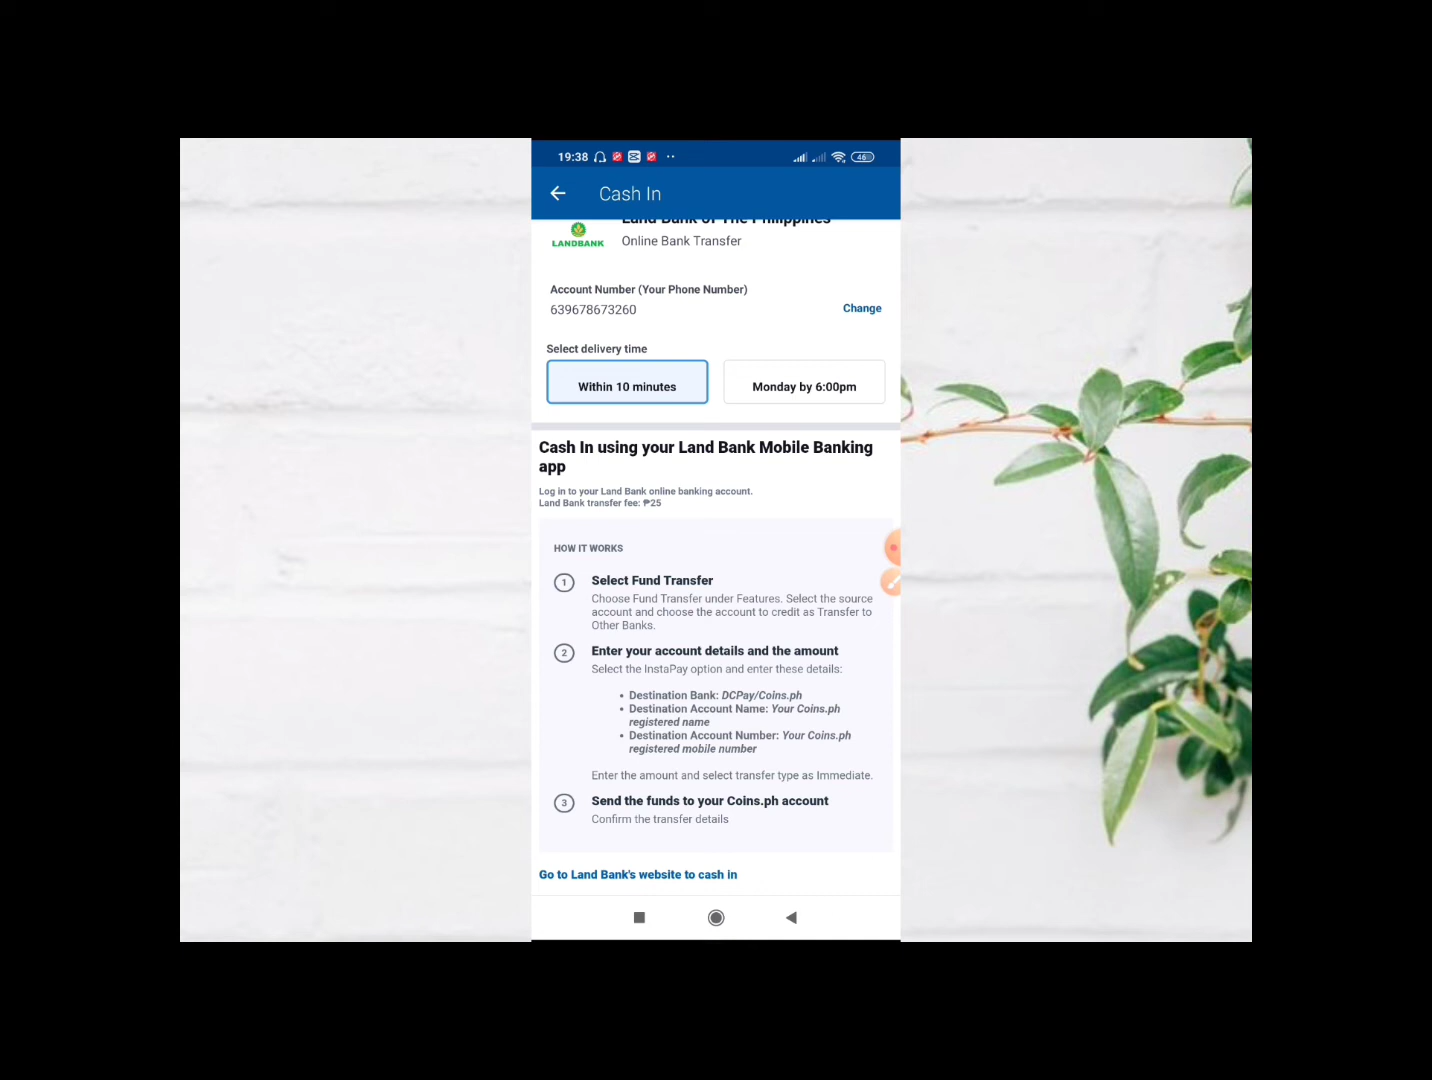 19:38
46
Cash In
Land Bank of The Philippines
LANDBANK
Online Bank Transfer
Account Number (Your Phone Number)
639678673260
Change
Select delivery time
Within 10 minutes
Monday by 6:00pm
Cash In using your Land Bank Mobile Banking
app
Log in to your Land Bank online banking account.
Land Bank transfer fee: ₱25
HOW IT WORKS
1
Select Fund Transfer
Choose Fund Transfer under Features. Select the source
account and choose the account to credit as Transfer to
Other Banks.
2
Enter your account details and the amount
Select the InstaPay option and enter these details:
• Destination Bank: DCPay/Coins.ph
• Destination Account Name: Your Coins.ph
registered name
• Destination Account Number: Your Coins.ph
registered mobile number
Enter the amount and select transfer type as Immediate.
3
Send the funds to your Coins.ph account
Confirm the transfer details
Go to Land Bank's website to cash in